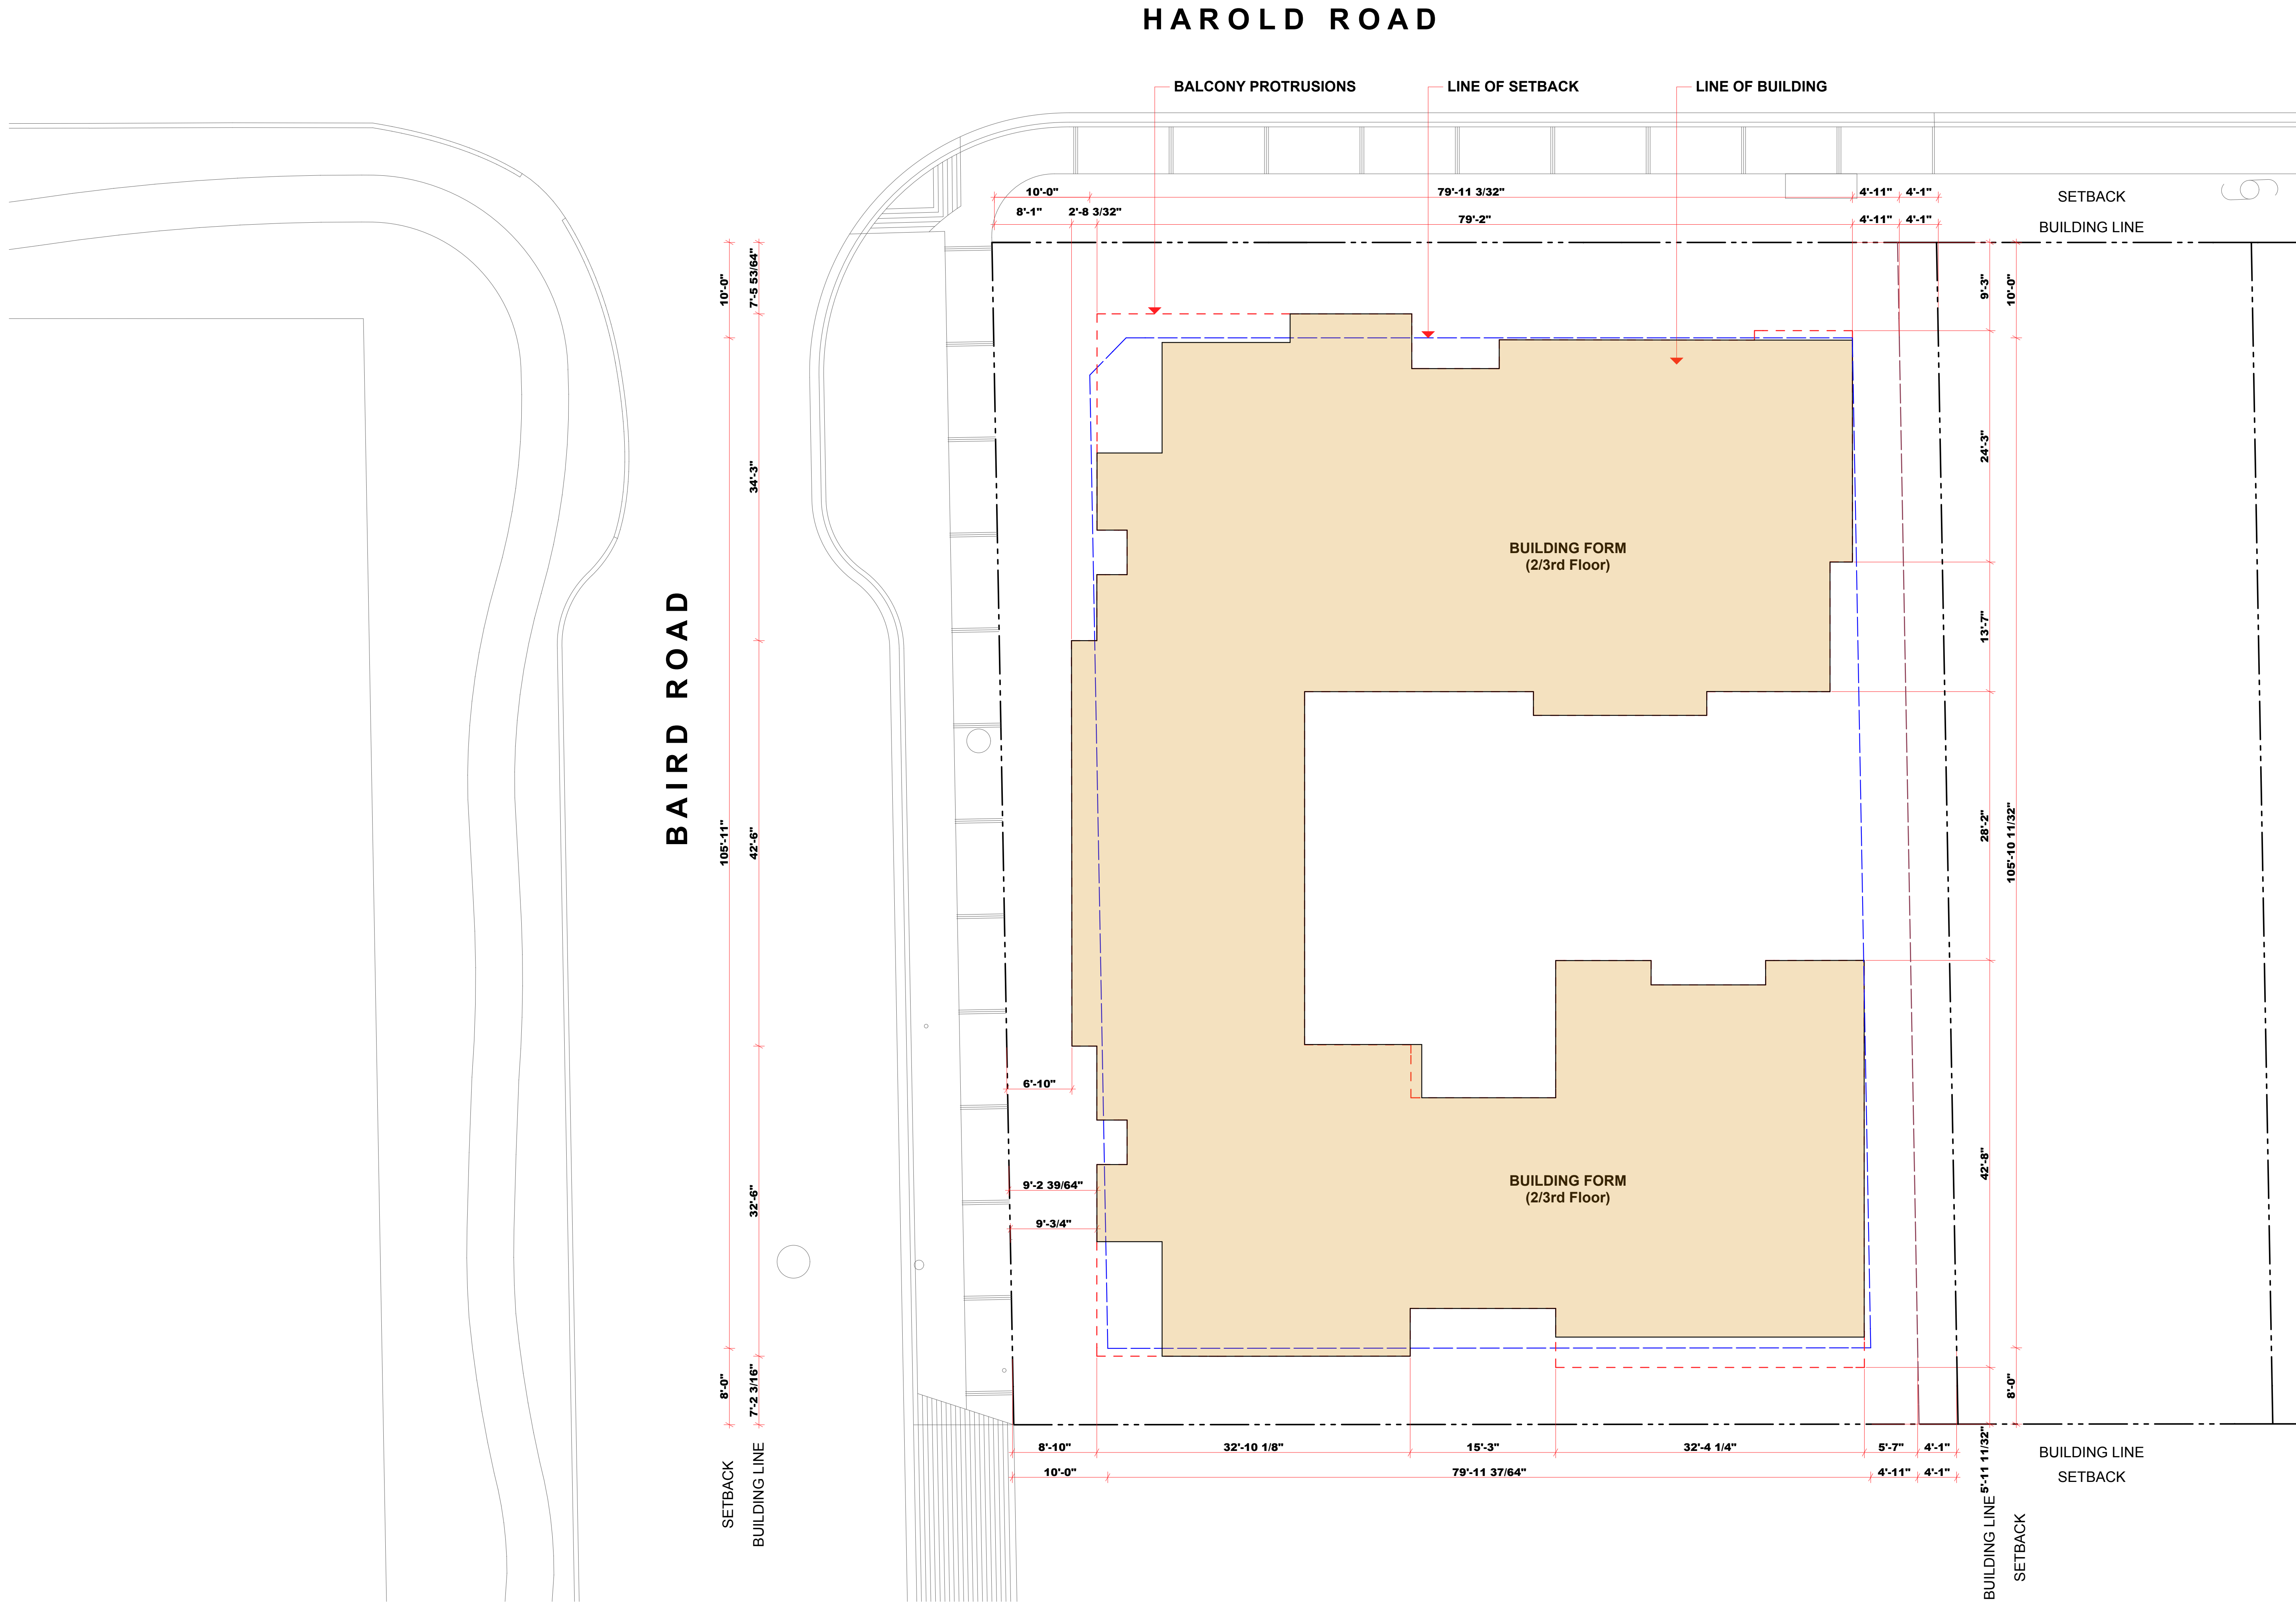 HAROLD ROAD
BALCONY PROTRUSIONS
LINE OF SETBACK
LINE OF BUILDING
10'-0"
79'-11 3/32"
4'-11"
4'-1"
SETBACK
8'-1"
2'-8 3/32"
79'-2"
4'-11"
4'-1"
BUILDING LINE
10'-0"
7'-5 53/64"
9'-3"
10'-0"
34'-3"
24'-3"
BUILDING FORM
(2/3rd Floor)
BAIRD ROAD
13'-7"
105'-11"
42'-6"
28'-2"
105'-10 11/32"
6'-10"
9'-2 39/64"
9'-3/4"
32'-6"
BUILDING FORM
(2/3rd Floor)
42'-8"
8'-0"
7'-2 3/16"
8'-0"
5'-11 11/32"
8'-10"
32'-10 1/8"
15'-3"
32'-4 1/4"
5'-7"
4'-1"
BUILDING LINE
10'-0"
79'-11 37/64"
4'-11"
4'-1"
SETBACK
SETBACK
BUILDING LINE
BUILDING LINE
SETBACK